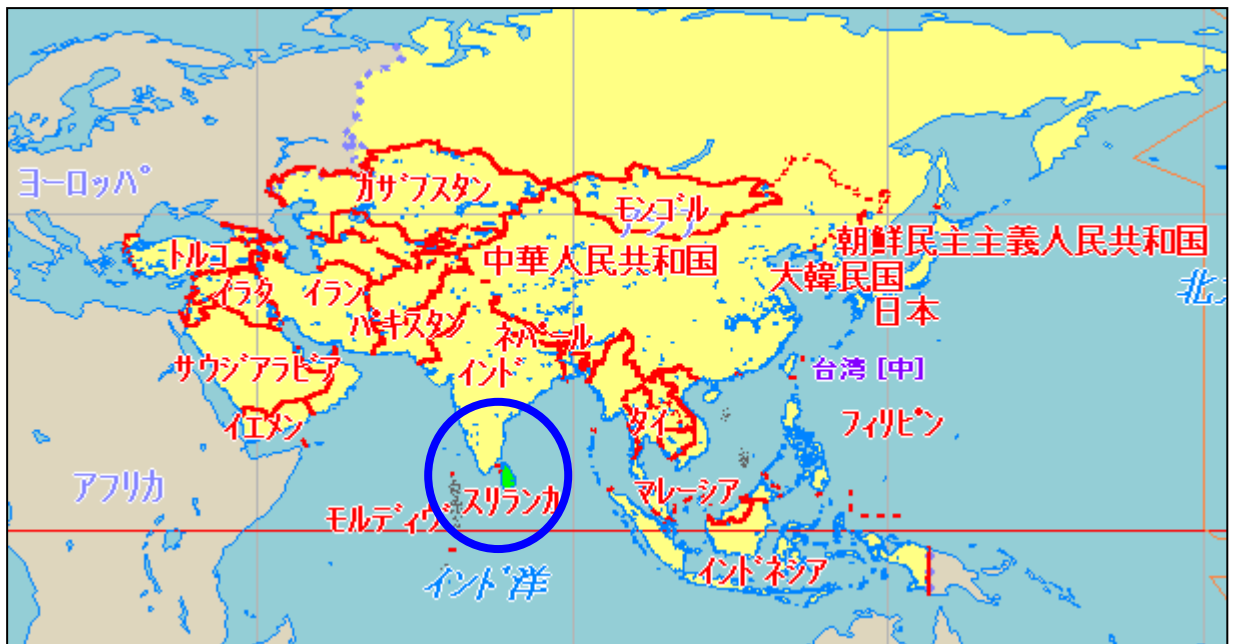 ヨーロッパ
カザフスタン
モンゴル
朝鮮民主主義人民共和国
トルコ
中華人民共和国
大韓民国
イラク
イラン
北
日本
パキスタン
ネパール
サウジアラビア
インド
台湾 [中]
イエメン
タイ
フィリピン
アフリカ
スリランカ
マレーシア
モルディヴ
インド洋
インドネシア